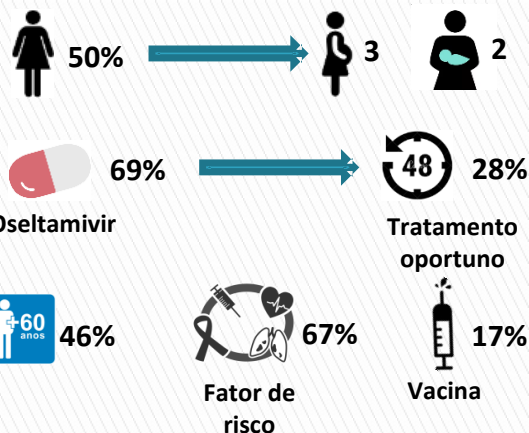 50%
3
2
69%
48
28%
Oseltamivir
Tratamento
oportuno
+60
anos
46%
67%
17%
Fator de
risco
Vacina